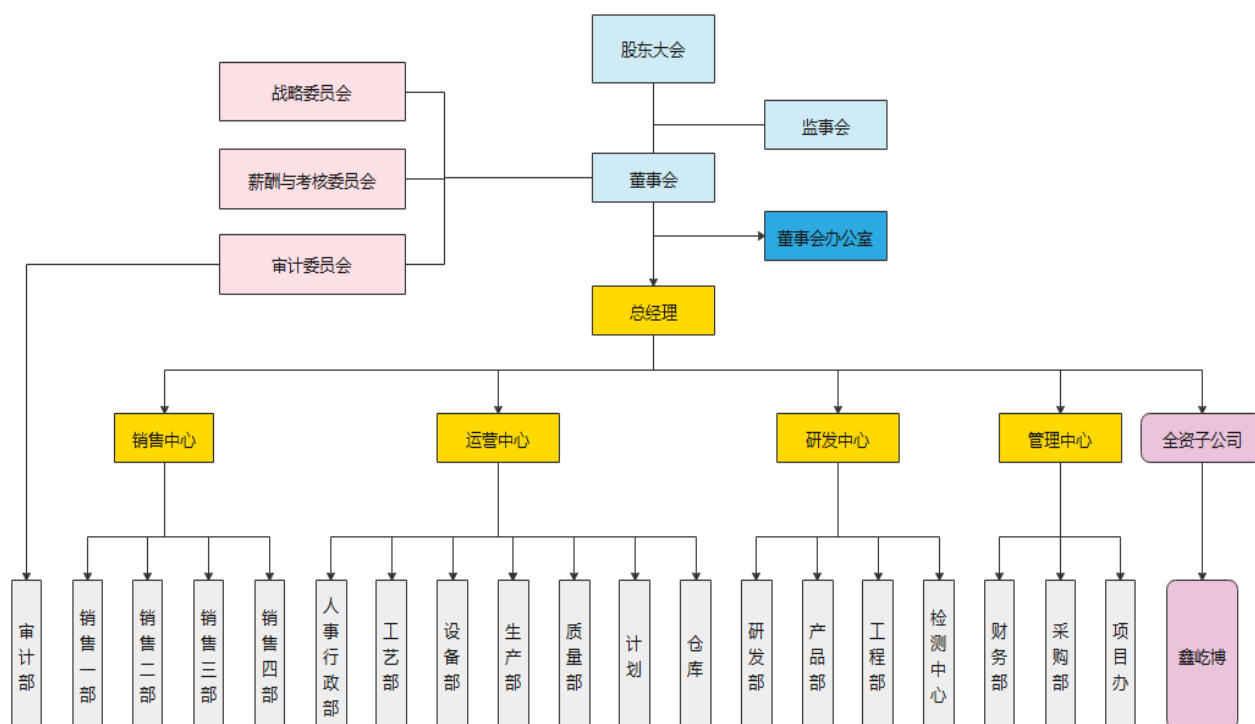 股东大会
战略委员会
监事会
薪酬与考核委员会
董事会
董事会办公室
审计委员会
总经理
销售中心
运营中心
研发中心
管理中心
全资子公司
审计部
销售一部
销售二部
销售三部
销售四部
人事行政部
工艺部
设备部
生产部
质量部
计划
仓库
研发部
产品部
工程部
检测中心
财务部
采购部
项目办
鑫屹博